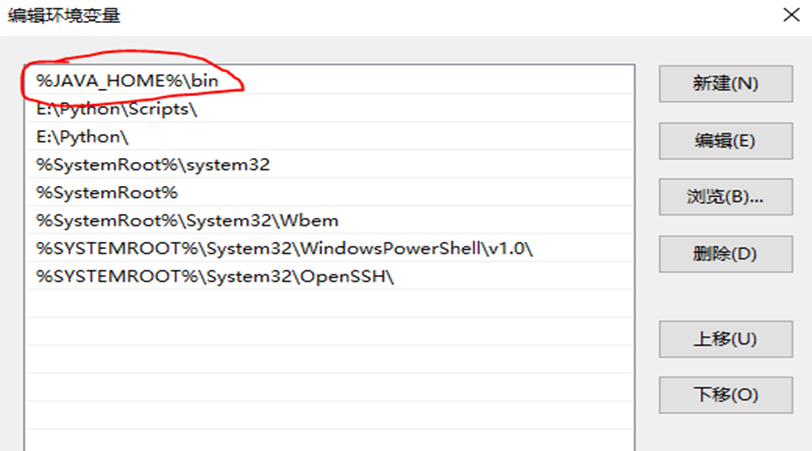 编辑环境变量
%JAVA_HOME%\bin
新建(N)
E:\Python\Scripts\
E:\Python\
编辑(E)
%SystemRoot%\system32
%SystemRoot%
浏览(B)...
%SystemRoot%\System32\Wbem
%SYSTEMROOT%\System32\WindowsPowerShell\v1.0\
删除(D)
%SYSTEMROOT%\System32\OpenSSH\
上移(U)
下移(O)